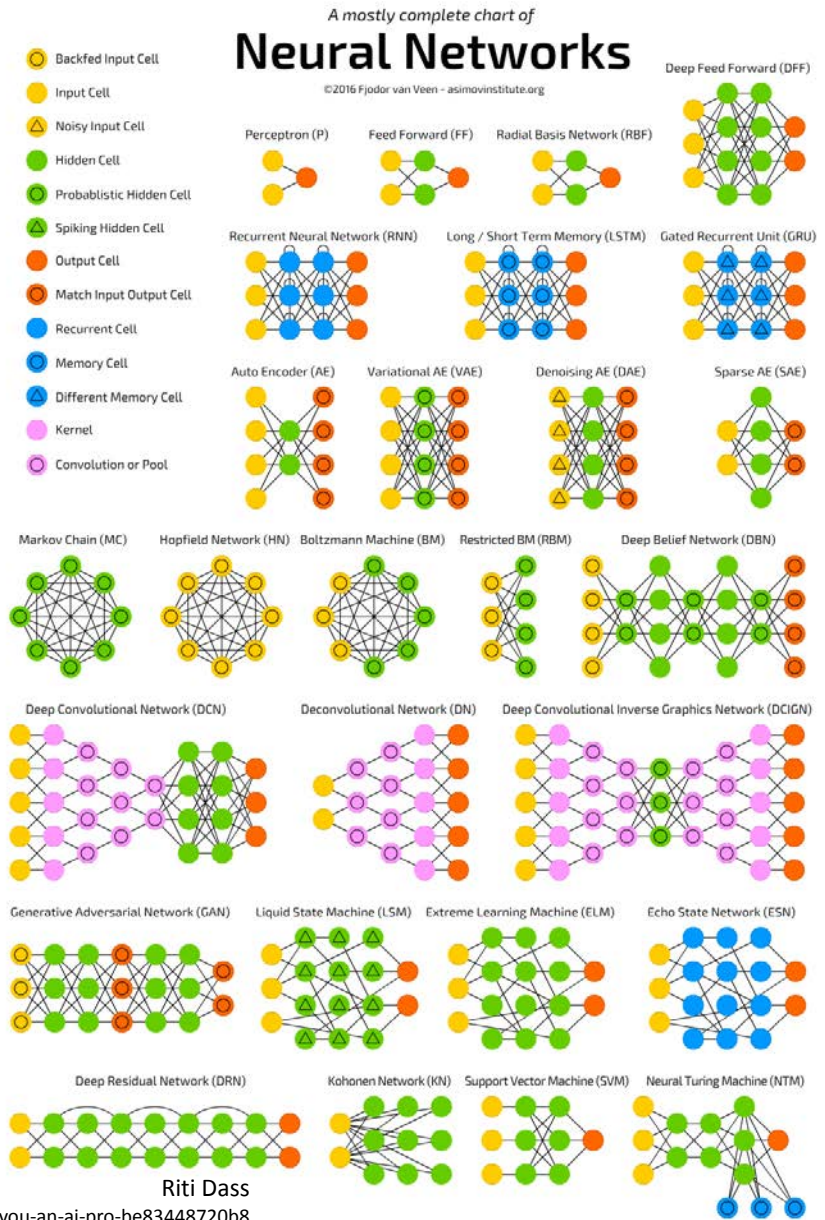 A mostly complete chart of
Neural Networks
©2016 Fjodor van Veen - asimovinstitute.org
Backfed Input Cell
Input Cell
Noisy Input Cell
Hidden Cell
Probablistic Hidden Cell
Spiking Hidden Cell
Output Cell
Match Input Output Cell
Recurrent Cell
Memory Cell
Different Memory Cell
Kernel
Convolution or Pool
Perceptron (P)
Feed Forward (FF)
Radial Basis Network (RBF)
Deep Feed Forward (DFF)
Recurrent Neural Network (RNN)
Long / Short Term Memory (LSTM)
Gated Recurrent Unit (GRU)
Auto Encoder (AE)
Variational AE (VAE)
Denoising AE (DAE)
Sparse AE (SAE)
Markov Chain (MC)
Hopfield Network (HN)
Boltzmann Machine (BM)
Restricted BM (RBM)
Deep Belief Network (DBN)
Deep Convolutional Network (DCN)
Deconvolutional Network (DN)
Deep Convolutional Inverse Graphics Network (DCIGN)
Generative Adversarial Network (GAN)
Liquid State Machine (LSM)
Extreme Learning Machine (ELM)
Echo State Network (ESN)
Deep Residual Network (DRN)
Kohonen Network (KN)
Support Vector Machine (SVM)
Neural Turing Machine (NTM)
Riti Dass
you-an-ai-pro-be83448720b8